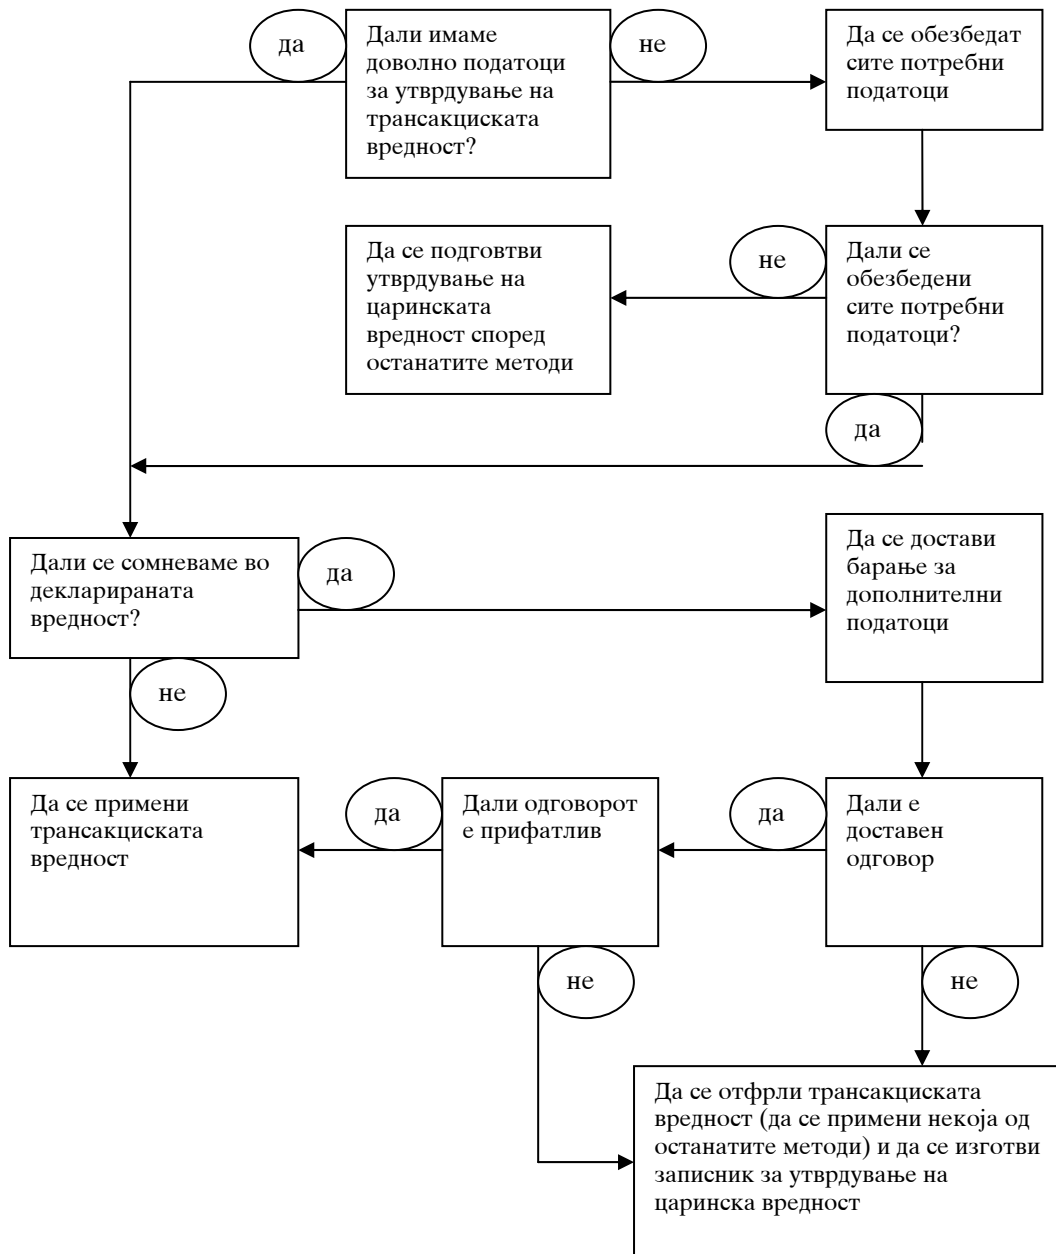 да
Дали имаме
доволно податоци
за утврдување на
трансакциската
вредност?
не
Да се обезбедат
сите потребни
податоци
Да се подговтви
утврдување на
царинската
вредност според
останатите методи
не
Дали се
обезбедени
сите потребни
податоци?
да
Дали се сомневаме во
декларираната
вредност?
да
Да се достави
барање за
дополнителни
податоци
не
Да се примени
трансакциската
вредност
да
Дали одговорот
е прифатлив
да
Дали е
доставен
одговор
не
не
Да се отфрли трансакциската
вредност (да се примени некоја од
останатите методи) и да се изготви
записник за утврдување на
царинска вредност